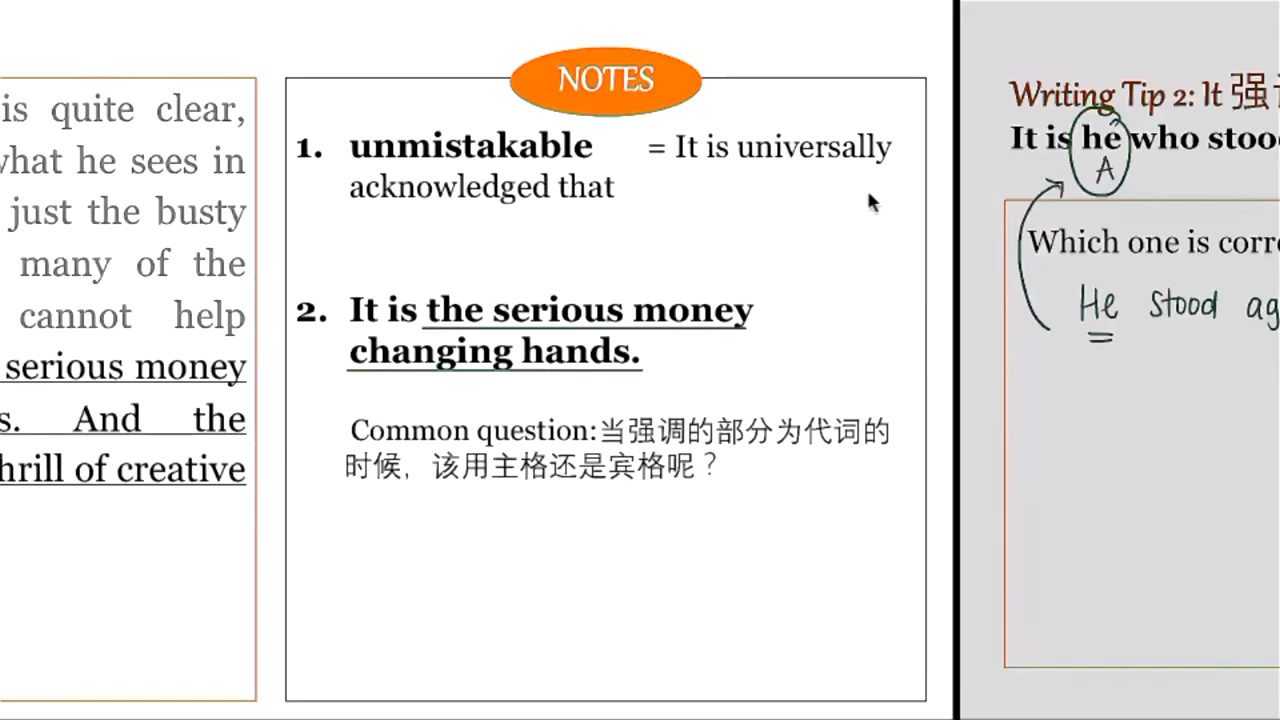 is quite clear,
what he sees in
just the busty
many of the
cannot help
serious money
s. And the
thrill of creative
NOTES
1. unmistakable = It is universally
acknowledged that
2. It is the serious money
changing hands.
Common question:当强调的部分为代词的
时候，该用主格还是宾格呢？
Writing Tip 2: It 强
It is he who stoo
A
Which one is corre
He stood ag